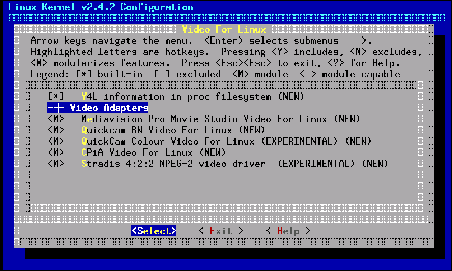 Linux Kernel v2.4.? Configuration
Video For Linux
Arrow keys navigate the menu. <Enter> selects submenus --->.
Highlighted letters are hotkeys. Pressing <Y> includes, <N> excludes,
<M> modularizes features. Press <Esc><Esc> to exit, <?> for Help.
Legend: [*] built-in [ ] excluded <M> module < > module capable
[*] V4L information in proc filesystem (NEW)
--- Video Adapters
<M> Mediavision Pro Movie Studio Video For Linux (NEW)
<M> Quickcam BW Video For Linux (NEW)
<M> QuickCam Colour Video For Linux (EXPERIMENTAL) (NEW)
<M> CPiA Video For Linux (NEW)
<M> Stradis 4:2:2 MPEG-2 video driver (EXPERIMENTAL) (NEW)
<Select> < Exit > < Help >